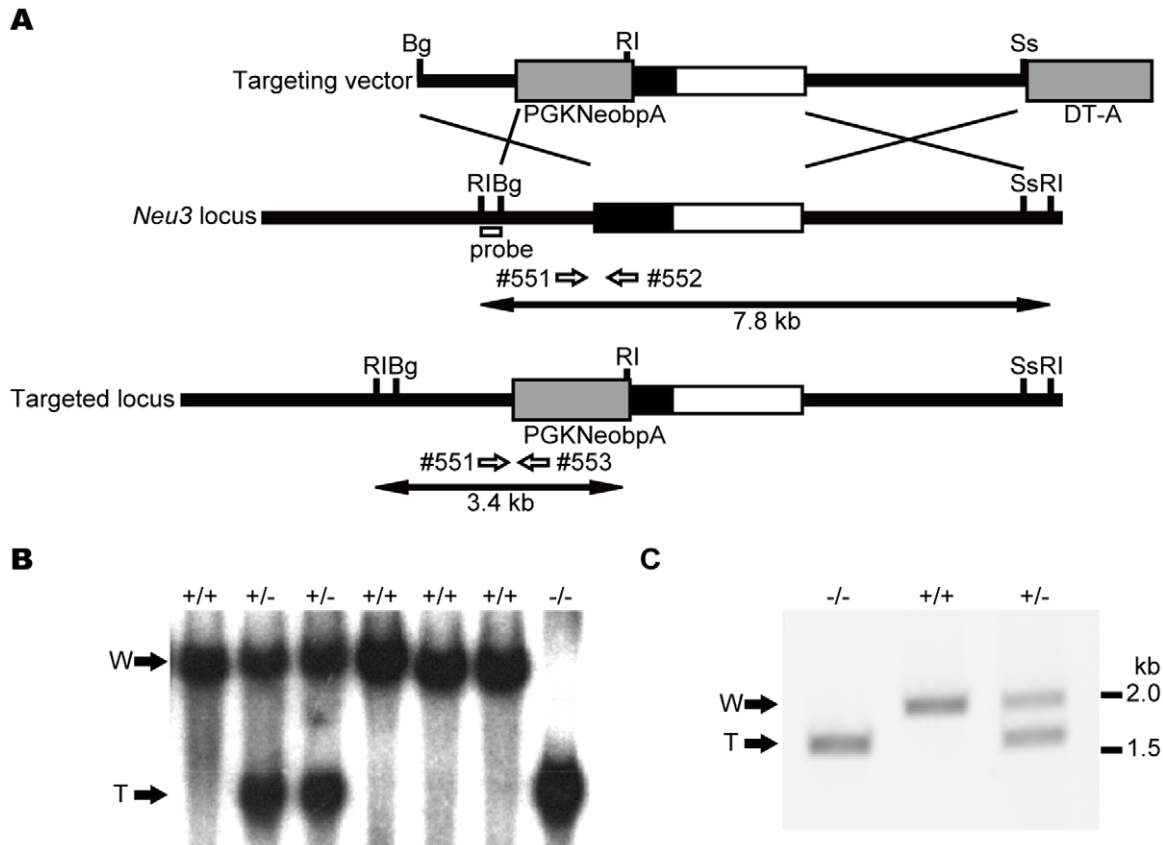 A
Bg RI Ss
Targeting vector
PGKNeobpA DT-A
RIBg SsRI
Neu3 locus
probe
#551 #552
7.8 kb
RIBg RI SsRI
Targeted locus
PGKNeobpA
#551 #553
3.4 kb
B
+/+ +/- +/- +/+ +/+ +/+ -/-
W
T
C
-/- +/+ +/-
kb
W 2.0
T 1.5